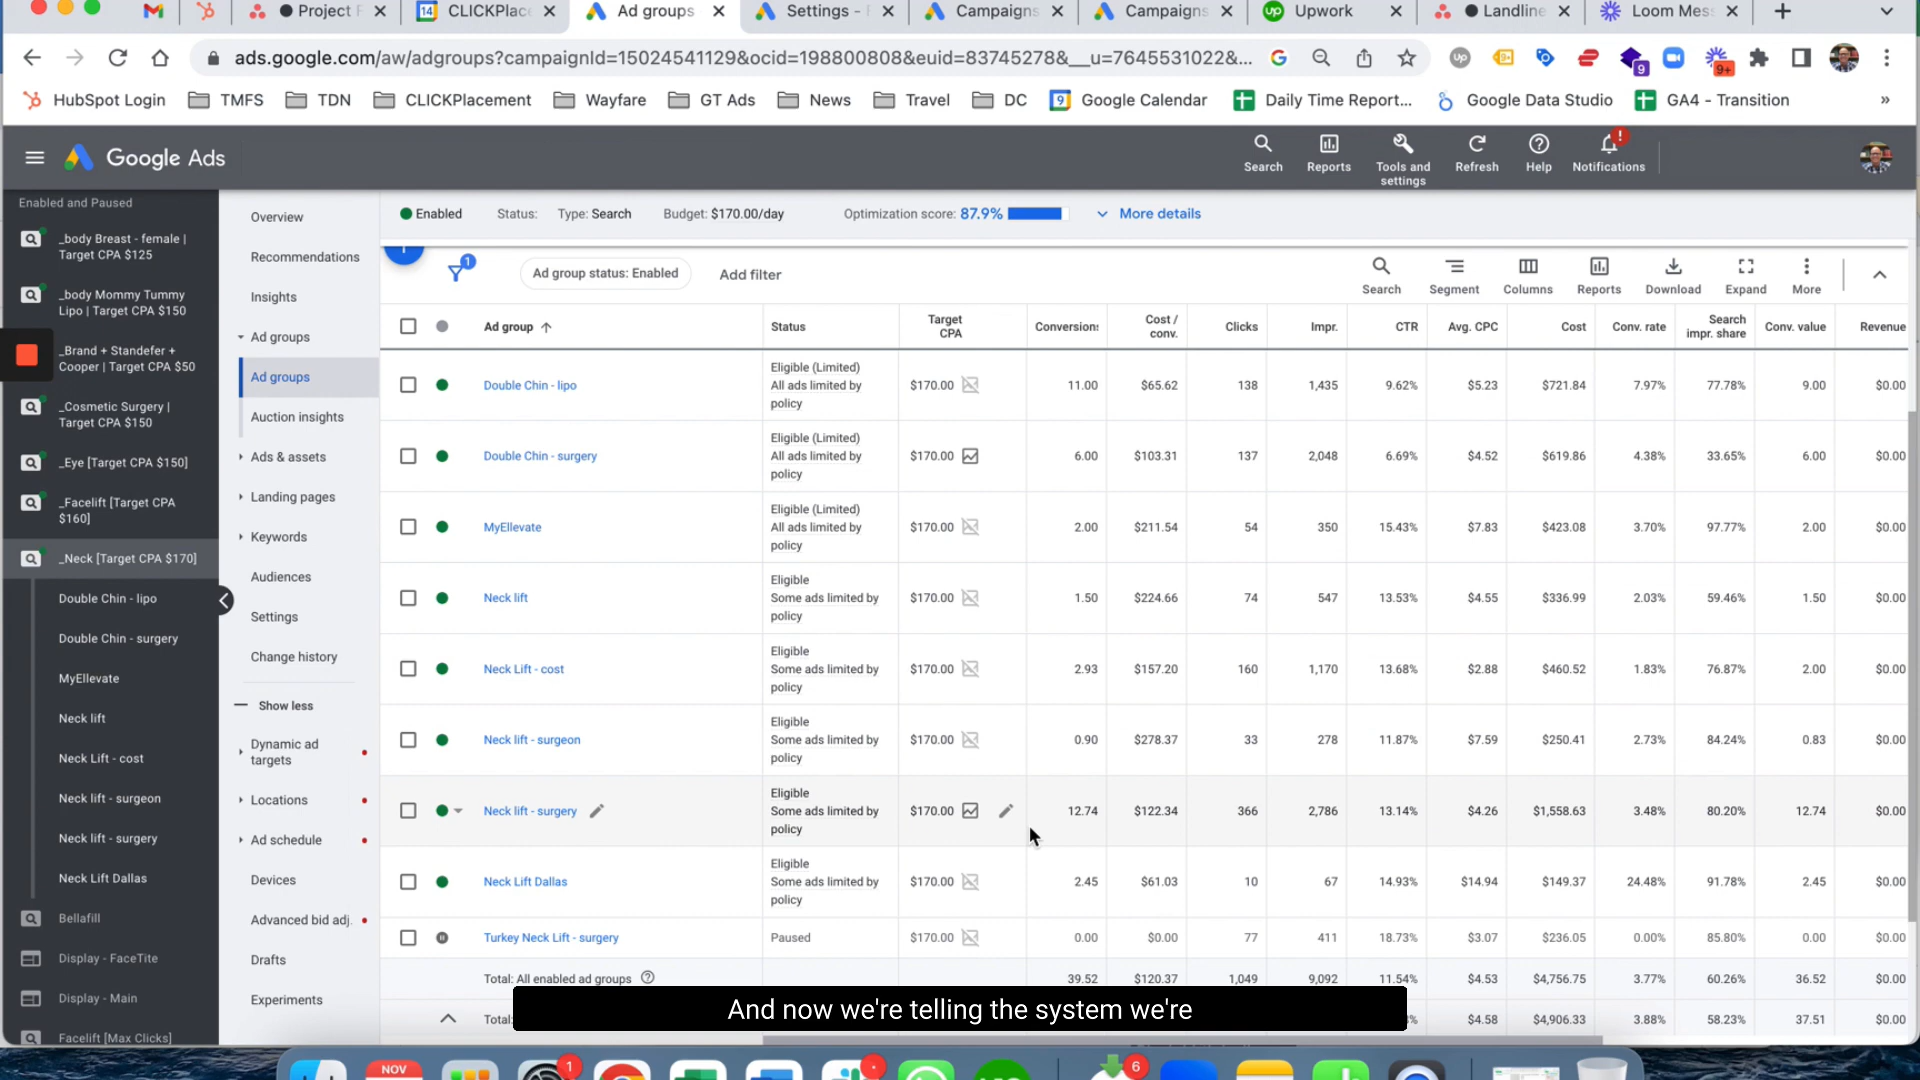 Project F
14
CLICKPlace
Ad groups
Settings - F
Campaigns
Campaigns
Up
Upwork
Landline
Loom Mess
ads.google.com/aw/adgroups?campaignId=15024541129&ocid=198800808&euid=83745278&__u=7645531022&...
9
9+
HubSpot Login
TMFS
TDN
CLICKPlacement
Wayfare
GT Ads
News
Travel
DC
Google Calendar
Daily Time Report...
Google Data Studio
GA4 - Transition
»
Google Ads
Search
Reports
Tools and settings
Refresh
Help
Notifications
Enabled and Paused
_body Breast - female |
Target CPA $125
_body Mommy Tummy
Lipo | Target CPA $150
_Brand + Standefer +
Cooper | Target CPA $50
_Cosmetic Surgery |
Target CPA $150
_Eye [Target CPA $150]
_Facelift [Target CPA
$160]
_Neck [Target CPA $170]
Double Chin - lipo
Double Chin - surgery
MyEllevate
Neck lift
Neck Lift - cost
Neck lift - surgeon
Neck lift - surgery
Neck Lift Dallas
Bellafill
Display - FaceTite
Display - Main
Facelift [Max Clicks]
Overview
Recommendations
Insights
Ad groups
Ad groups
Auction insights
Ads & assets
Landing pages
Keywords
Audiences
Settings
Change history
Show less
Dynamic ad
targets
Locations
Ad schedule
Devices
Advanced bid adj.
Drafts
Experiments
Enabled Status: Type: Search Budget: $170.00/day Optimization score: 87.9% More details
1
Ad group status: Enabled
Add filter
Search
Segment
Columns
Reports
Download
Expand
More
Ad group Status Target CPA Conversions Cost / conv. Clicks Impr. CTR Avg. CPC Cost Conv. rate Search impr. share Conv. value Revenue
Double Chin - lipo Eligible (Limited) All ads limited by policy $170.00 11.00 $65.62 138 1,435 9.62% $5.23 $721.84 7.97% 77.78% 9.00 $0.00
Double Chin - surgery Eligible (Limited) All ads limited by policy $170.00 6.00 $103.31 137 2,048 6.69% $4.52 $619.86 4.38% 33.65% 6.00 $0.00
MyEllevate Eligible (Limited) All ads limited by policy $170.00 2.00 $211.54 54 350 15.43% $7.83 $423.08 3.70% 97.77% 2.00 $0.00
Neck lift Eligible Some ads limited by policy $170.00 1.50 $224.66 74 547 13.53% $4.55 $336.99 2.03% 59.46% 1.50 $0.00
Neck Lift - cost Eligible Some ads limited by policy $170.00 2.93 $157.20 160 1,170 13.68% $2.88 $460.52 1.83% 76.87% 2.00 $0.00
Neck lift - surgeon Eligible Some ads limited by policy $170.00 0.90 $278.37 33 278 11.87% $7.59 $250.41 2.73% 84.24% 0.83 $0.00
Neck lift - surgery Eligible Some ads limited by policy $170.00 12.74 $122.34 366 2,786 13.14% $4.26 $1,558.63 3.48% 80.20% 12.74 $0.00
Neck Lift Dallas Eligible Some ads limited by policy $170.00 2.45 $61.03 10 67 14.93% $14.94 $149.37 24.48% 91.78% 2.45 $0.00
Turkey Neck Lift - surgery Paused $170.00 0.00 $0.00 77 411 18.73% $3.07 $236.05 0.00% 85.80% 0.00 $0.00
Total: All enabled ad groups 39.52 $120.37 1,049 9,092 11.54% $4.53 $4,756.75 3.77% 60.26% 36.52 $0.00
Total: $4.58 $4,906.33 3.88% 58.23% 37.51 $0.00
And now we're telling the system we're
NOV
1
6